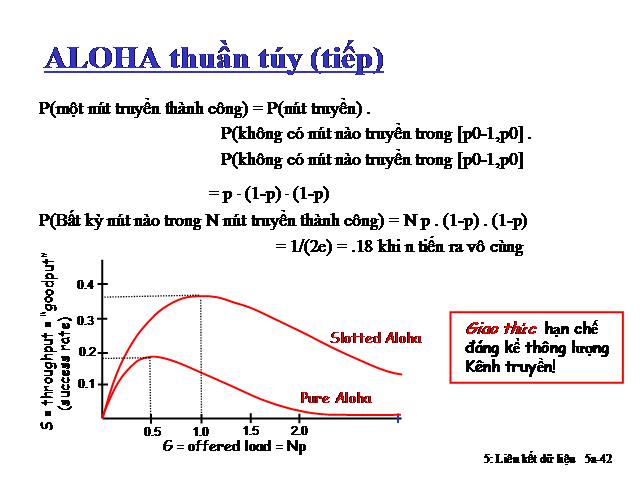 ALOHA thuần túy (tiếp)
P(một nút truyền thành công) = P(nút truyền) .
P(không có nút nào truyền trong [p0-1,p0] .
P(không có nút nào truyền trong [p0-1,p0]
= p . (1-p) . (1-p)
P(Bất kỳ nút nào trong N nút truyền thành công) = N p . (1-p) . (1-p)
= 1/(2e) = .18 khi n tiến ra vô cùng
S = throughput = "goodput"
(success rate)
0.4
0.3
0.2
0.1
Slotted Aloha
Pure Aloha
0.5 1.0 1.5 2.0
G = offered load = Np
Giao thức hạn chế
đáng kể thông lượng
Kênh truyền!
5: Liên kết dữ liệu 5a-42